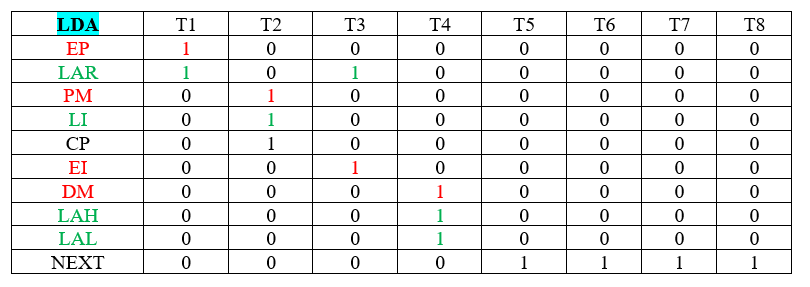 LDA T1 T2 T3 T4 T5 T6 T7 T8
EP 1 0 0 0 0 0 0 0
LAR 1 0 1 0 0 0 0 0
PM 0 1 0 0 0 0 0 0
LI 0 1 0 0 0 0 0 0
CP 0 1 0 0 0 0 0 0
EI 0 0 1 0 0 0 0 0
DM 0 0 0 1 0 0 0 0
LAH 0 0 0 1 0 0 0 0
LAL 0 0 0 1 0 0 0 0
NEXT 0 0 0 0 1 1 1 1